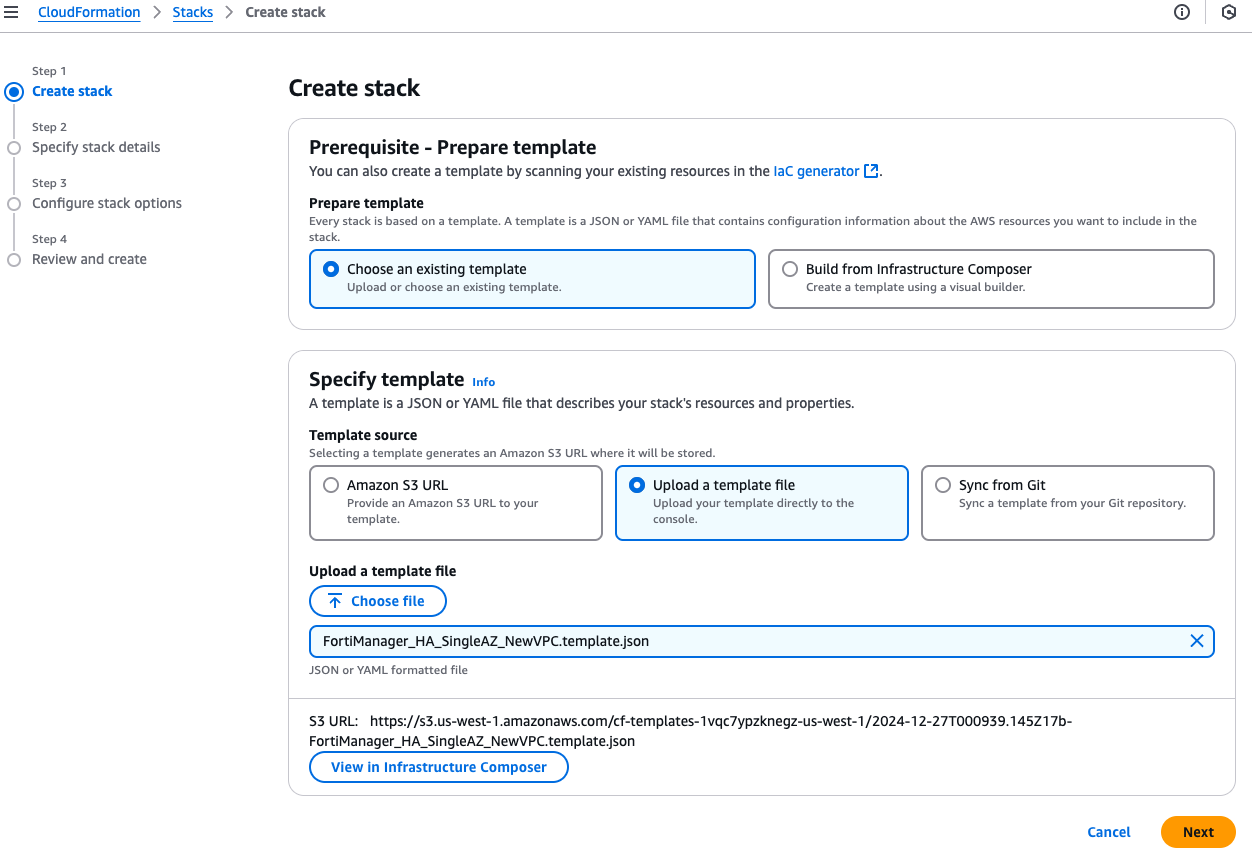 CloudFormation > Stacks > Create stack
Step 1
Create stack
Step 2
Specify stack details
Step 3
Configure stack options
Step 4
Review and create
Create stack
Prerequisite - Prepare template
You can also create a template by scanning your existing resources in the IaC generator.
Prepare template
Every stack is based on a template. A template is a JSON or YAML file that contains configuration information about the AWS resources you want to include in the
stack.
Choose an existing template
Upload or choose an existing template.
Build from Infrastructure Composer
Create a template using a visual builder.
Specify template Info
A template is a JSON or YAML file that describes your stack's resources and properties.
Template source
Selecting a template generates an Amazon S3 URL where it will be stored.
Amazon S3 URL
Provide an Amazon S3 URL to your
template.
Upload a template file
Upload your template directly to the
console.
Sync from Git
Sync a template from your Git repository.
Upload a template file
Choose file
FortiManager_HA_SingleAZ_NewVPC.template.json
JSON or YAML formatted file
S3 URL: https://s3.us-west-1.amazonaws.com/cf-templates-1vqc7ypzknegz-us-west-1/2024-12-27T000939.145Z17b-
FortiManager_HA_SingleAZ_NewVPC.template.json
View in Infrastructure Composer
Cancel
Next